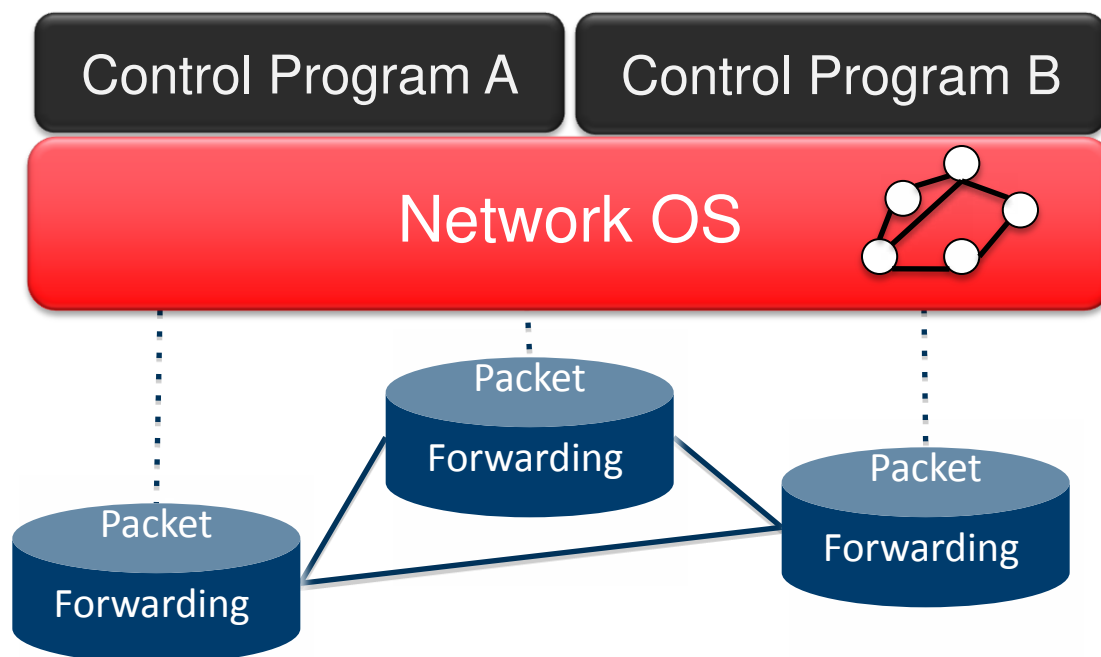 Control Program A
Control Program B
Network OS
Packet
Forwarding
Packet
Forwarding
Packet
Forwarding